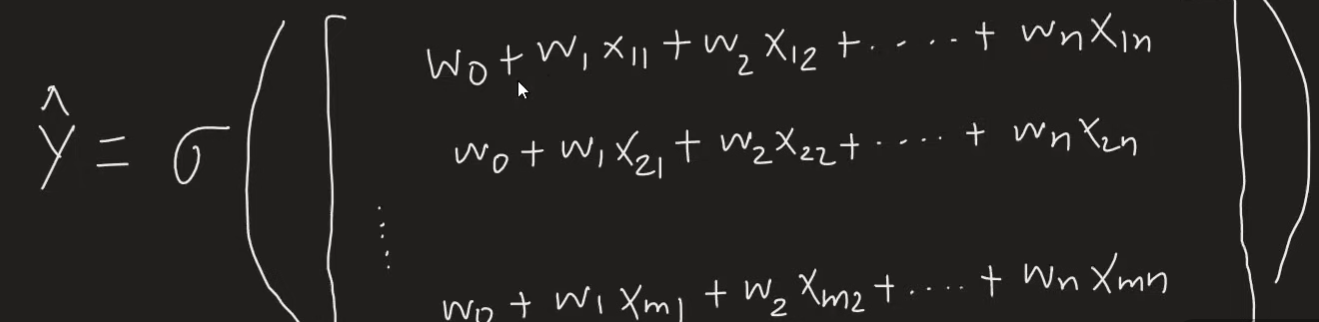 w₀ + w₁ x₁₁ + w₂ x₁₂ + . . . . . + wₙ x₁ₙ
Ŷ = σ
w₀ + w₁ x₂₁ + w₂ x₂₂ + . . . . . + wₙ x₂ₙ
. . . .
w₀ + w₁ xₘ₁ + w₂ xₘ₂ + . . . . . + wₙ xₘₙ